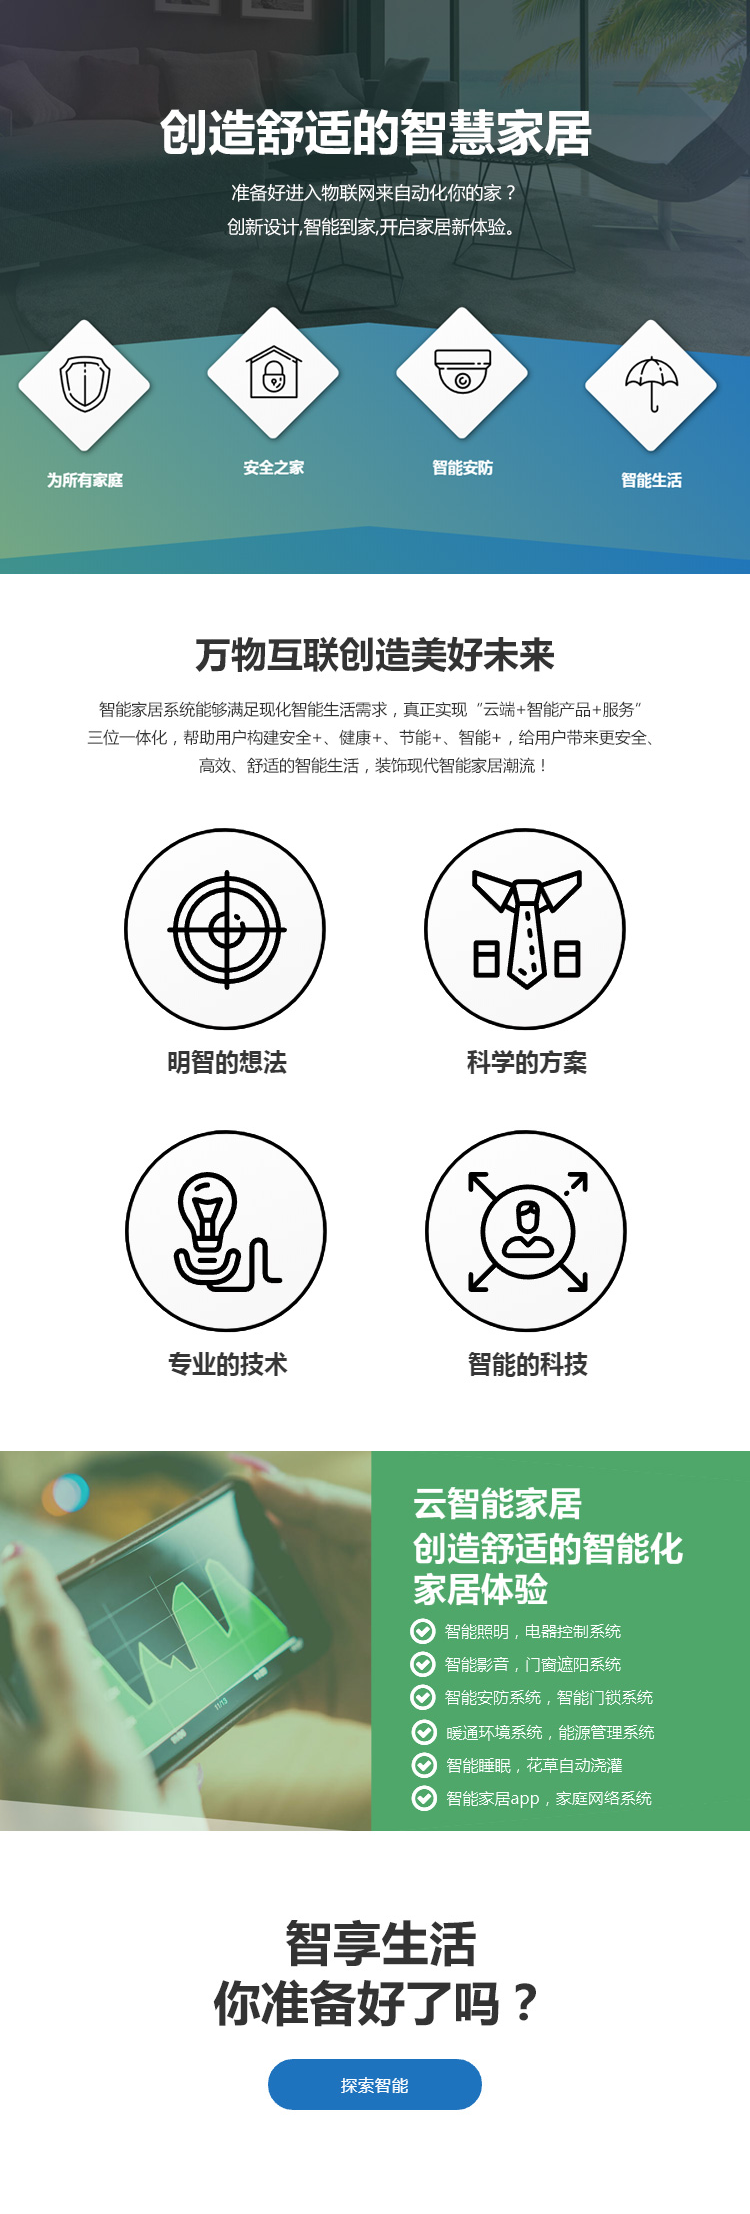 创造舒适的智慧家居
准备好进入物联网来自动化你的家？
创新设计,智能到家,开启家居新体验。
为所有家庭
安全之家
智能安防
智能生活
万物互联创造美好未来
智能家居系统能够满足现化智能生活需求，真正实现“云端+智能产品+服务”
三位一体化，帮助用户构建安全+、健康+、节能+、智能+，给用户带来更安全、
高效、舒适的智能生活，装饰现代智能家居潮流！
明智的想法
科学的方案
专业的技术
智能的科技
云智能家居
创造舒适的智能化
家居体验
智能照明，电器控制系统
智能影音，门窗遮阳系统
智能安防系统，智能门锁系统
暖通环境系统，能源管理系统
智能睡眠，花草自动浇灌
智能家居app，家庭网络系统
11/13
智享生活
你准备好了吗？
探索智能